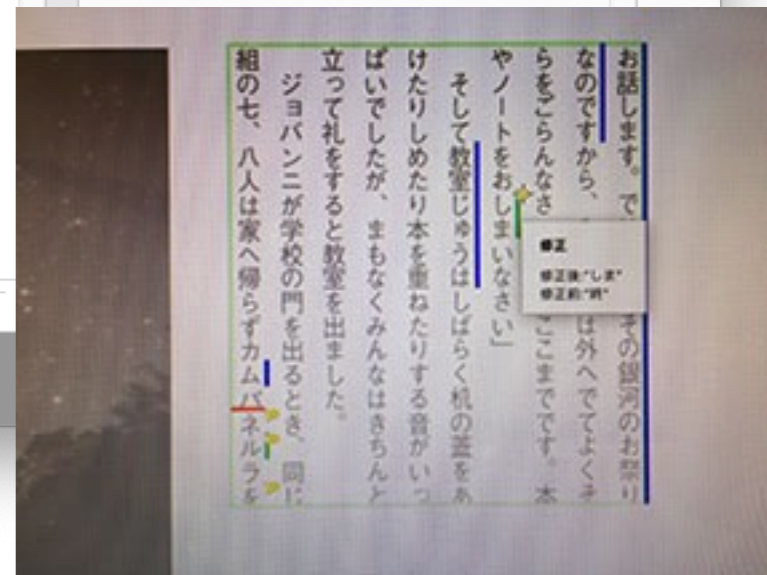 お話します。で その銀河のお祭り
なのですから、 は外へでてよくそ
らをごらんなさ ここまでです。本
やノートをおしまいなさい」
そして教室じゅうはしばらく机の蓋をあ
けたりしめたり本を重ねたりする音がいっ
ぱいでしたが、まもなくみんなはきちんと
立って礼をすると教室を出ました。
ジョバンニが学校の門を出るとき、同じ
組の七、八人は家へ帰らずカムパネルラを
修正
修正後:"しま"
修正前:"終"